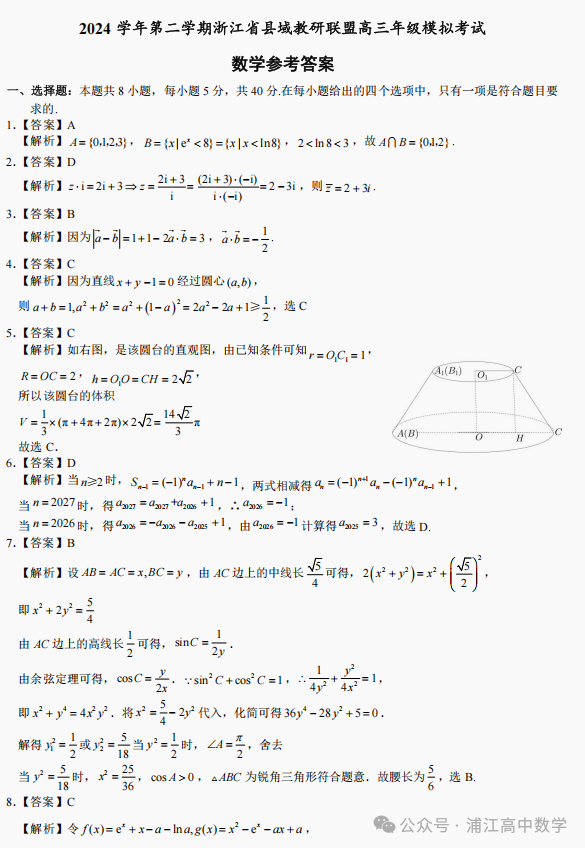 2024 学年第二学期浙江省县域教研联盟高三年级模拟考试
数学参考答案
一、选择题：本题共 8 小题，每小题 5 分，共 40 分.在每小题给出的四个选项中，只有一项是符合题目要
求的.
1.【答案】A
【解析】A={0,1,2,3}，B={x|eˣ<8}={x|x<ln8}，2<ln8<3，故 A∩B={0,1,2}.
2.【答案】D
【解析】z·i=2i+3⇒z=(2i+3)/i=((2i+3)·(-i))/(i·(-i))=2-3i，则 z̅=2+3i.
3.【答案】B
【解析】因为|a⃗-b⃗|=1+1-2a⃗·b⃗=3，a⃗·b⃗=-1/2.
4.【答案】C
【解析】因为直线 x+y-1=0 经过圆心(a,b)，
则 a+b=1,a²+b²=a²+(1-a)²=2a²-2a+1≥1/2，选 C
5.【答案】C
【解析】如右图，是该圆台的直观图，由已知条件可知 r=O₁C₁=1，
R=OC=2，h=O₁O=CH=2√2，
所以该圆台的体积
V=1/3×(π+4π+2π)×2√2=(14√2)/3 π
故选 C.
A₁(B₁) O₁ C
A(B) O H C
6.【答案】D
【解析】当 n≥2 时，Sₙ₋₁=(-1)ⁿaₙ₋₁+n-1，两式相减得 aₙ=(-1)ⁿ⁺¹aₙ-(-1)ⁿaₙ₋₁+1，
当 n=2027 时，得 a₂₀₂₇=a₂₀₂₇+a₂₀₂₆+1，∴a₂₀₂₆=-1；
当 n=2026 时，得 a₂₀₂₆=-a₂₀₂₆-a₂₀₂₅+1，由 a₂₀₂₆=-1 计算得 a₂₀₂₅=3，故选 D.
7.【答案】B
【解析】设 AB=AC=x,BC=y，由 AC 边上的中线长 √5/4 可得，2(x²+y²)=x²+(√5/2)²，
即 x²+2y²=5/4
由 AC 边上的高线长 1/2 可得，sinC=1/(2y).
由余弦定理可得，cosC=y/(2x).∵sin²C+cos²C=1，∴1/(4y²)+y²/(4x²)=1，
即 x²+y⁴=4x²y².将 x²=5/4-2y² 代入，化简可得 36y⁴-28y²+5=0.
解得 y₁²=1/2 或 y₂²=5/18 当 y²=1/2 时，∠A=π/2，舍去
当 y²=5/18 时，x²=25/36，cosA>0，△ABC 为锐角三角形符合题意．故腰长为 5/6，选 B.
8.【答案】C
【解析】令 f(x)=eˣ+x-a-lna,g(x)=x²-eˣ-ax+a，
公众号·浦江高中数学